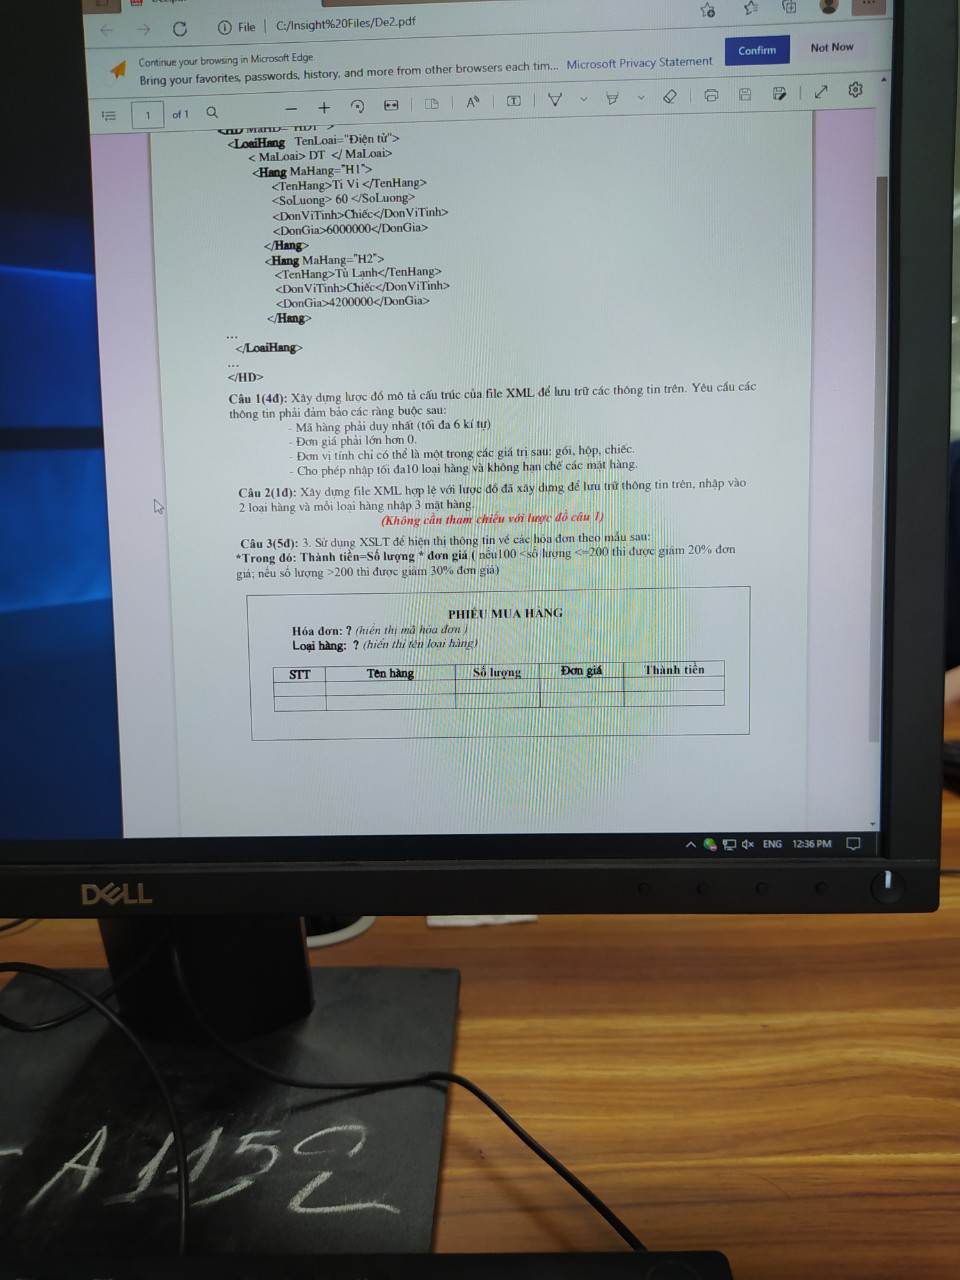 File | C:/Insight%20Files/De2.pdf
Continue your browsing in Microsoft Edge
Bring your favorites, passwords, history, and more from other browsers each tim... Microsoft Privacy Statement
Confirm
Not Now
1 of 1
<LoaiHang TenLoai="Điện tử">
< MaLoai> DT </ MaLoai>
<Hang MaHang="H1">
<TenHang>Ti Vi </TenHang>
<SoLuong> 60 </SoLuong>
<DonViTinh>Chiếc</DonViTinh>
<DonGia>6000000</DonGia>
</Hang>
<Hang MaHang="H2">
<TenHang>Tủ Lạnh</TenHang>
<DonViTinh>Chiếc</DonViTinh>
<DonGia>4200000</DonGia>
</Hang>
...
</LoaiHang>
...
</HD>
Câu 1(4đ): Xây dựng lược đồ mô tả cấu trúc của file XML để lưu trữ các thông tin trên. Yêu cầu các
thông tin phải đảm bảo các ràng buộc sau:
- Mã hàng phải duy nhất (tối đa 6 kí tự)
- Đơn giá phải lớn hơn 0.
- Đơn vị tính chỉ có thể là một trong các giá trị sau: gói, hộp, chiếc.
- Cho phép nhập tối đa10 loại hàng và không hạn chế các mặt hàng.
Câu 2(1đ): Xây dựng file XML hợp lệ với lược đồ đã xây dựng để lưu trữ thông tin trên, nhập vào
2 loại hàng và mỗi loại hàng nhập 3 mặt hàng.
(Không cần tham chiếu với lược đồ câu 1)
Câu 3(5đ): 3. Sử dụng XSLT để hiện thị thông tin về các hóa đơn theo mẫu sau:
*Trong đó: Thành tiền=Số lượng * đơn giá ( nếu100 <số lượng <=200 thì được giảm 20% đơn
giá; nếu số lượng >200 thì được giảm 30% đơn giá)
PHIẾU MUA HÀNG
Hóa đơn: ? (hiển thị mã hóa đơn )
Loại hàng: ? (hiển thị tên loại hàng)
STT Tên hàng Số lượng Đơn giá Thành tiền
ENG 12:36 PM
DELL
A1152